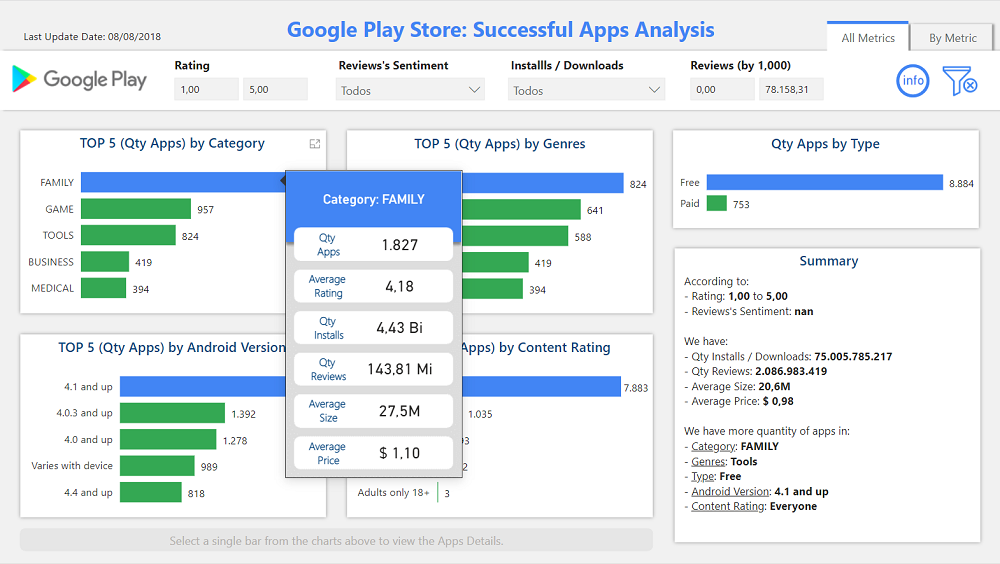 Google Play Store: Successful Apps Analysis
Last Update Date: 08/08/2018
All Metrics
By Metric
Google Play
Rating
1,00
5,00
Reviews's Sentiment
Todos
Installls / Downloads
Todos
Reviews (by 1,000)
0,00
78.158,31
info
TOP 5 (Qty Apps) by Category
FAMILY
GAME 957
TOOLS 824
BUSINESS 419
MEDICAL 394
TOP 5 (Qty Apps) by Genres
824
641
588
419
394
Qty Apps by Type
Free 8.884
Paid 753
Category: FAMILY
Qty Apps 1.827
Average Rating 4,18
Qty Installs 4,43 Bi
Qty Reviews 143,81 Mi
Average Size 27,5M
Average Price $ 1,10
TOP 5 (Qty Apps) by Android Version
4.1 and up
4.0.3 and up 1.392
4.0 and up 1.278
Varies with device 989
4.4 and up 818
Apps) by Content Rating
7.883
1.035
Adults only 18+ 3
Summary
According to:
- Rating: 1,00 to 5,00
- Reviews's Sentiment: nan
We have:
- Qty Installs / Downloads: 75.005.785.217
- Qty Reviews: 2.086.983.419
- Average Size: 20,6M
- Average Price: $ 0,98
We have more quantity of apps in:
- Category: FAMILY
- Genres: Tools
- Type: Free
- Android Version: 4.1 and up
- Content Rating: Everyone
Select a single bar from the charts above to view the Apps Details.